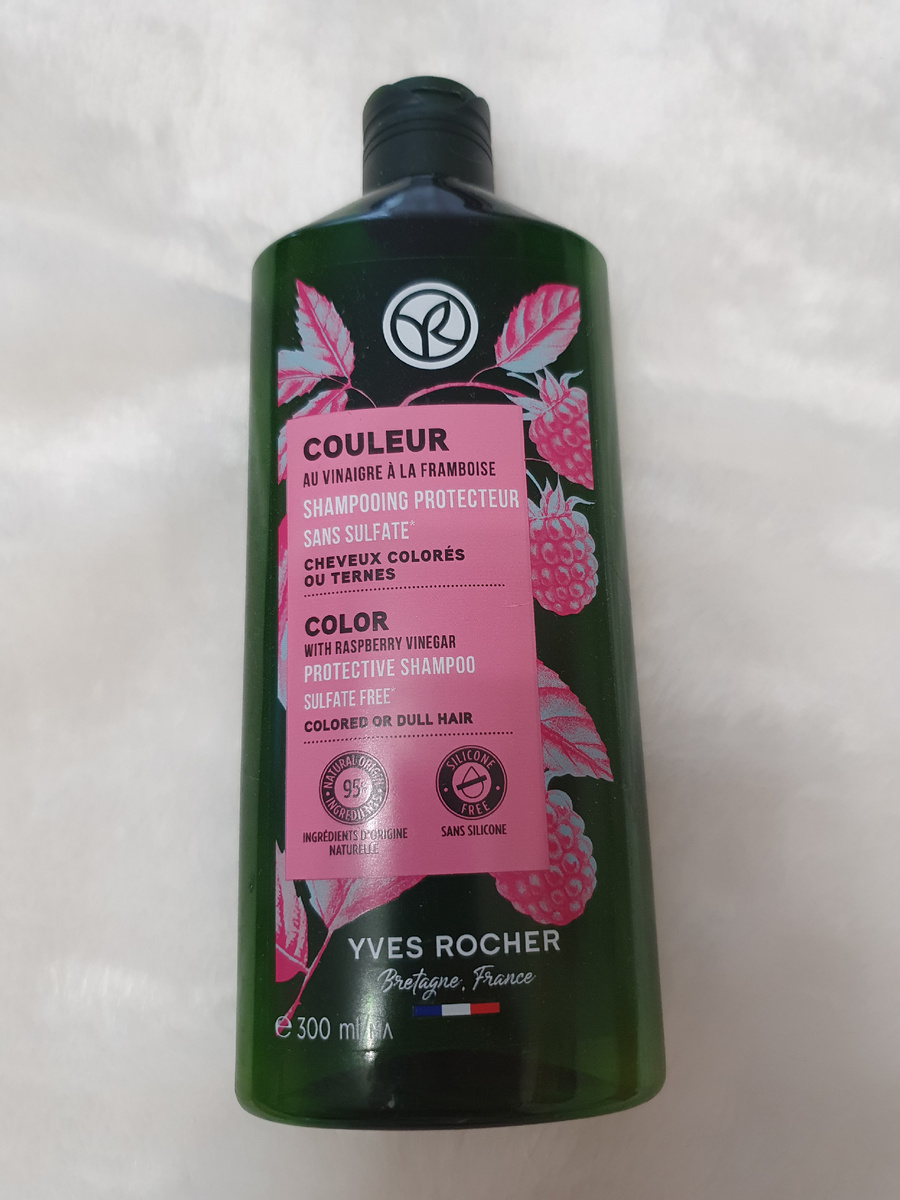 COULEUR
AU VINAIGRE À LA FRAMBOISE
SHAMPOOING PROTECTEUR
SANS SULFATE*
CHEVEUX COLORÉS
OU TERNES
COLOR
WITH RASPBERRY VINEGAR
PROTECTIVE SHAMPOO
SULFATE FREE*
COLORED OR DULL HAIR
NATURAL ORIGIN
95%
INGREDIENTS
INGRÉDIENTS D'ORIGINE
NATURELLE
SILICONE
FREE
SANS SILICONE
YVES ROCHER
Bretagne, France
℮ 300 ml